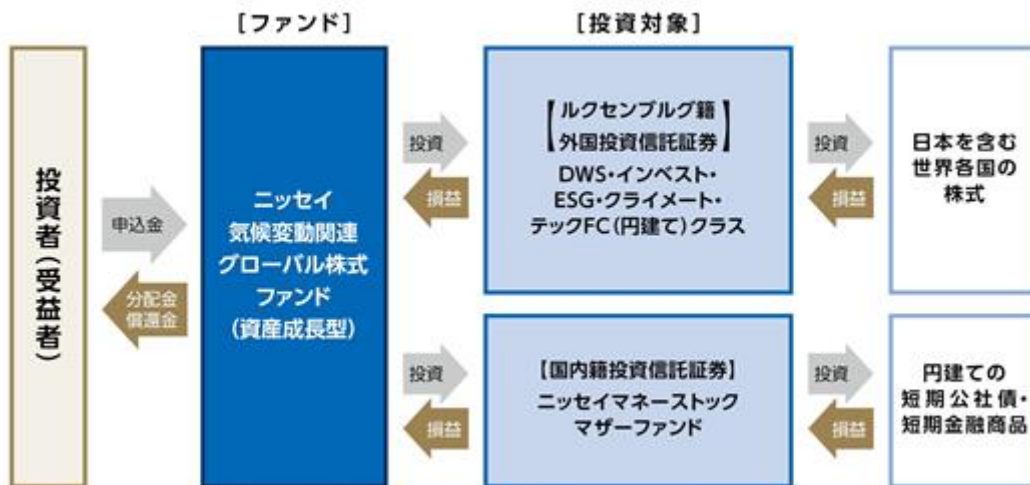 [ファンド]
[投資対象]
投資者(受益者)
申込金
分配金
償還金
ニッセイ
気候変動関連
グローバル株式
ファンド
(資産成長型)
投資
損益
【ルクセンブルグ籍
外国投資信託証券】
DWS・インベスト・
ESG・クライメート・
テックFC(円建て)クラス
投資
損益
日本を含む
世界各国の
株式
投資
損益
【国内籍投資信託証券】
ニッセイマネーストック
マザーファンド
投資
損益
円建ての
短期公社債・
短期金融商品